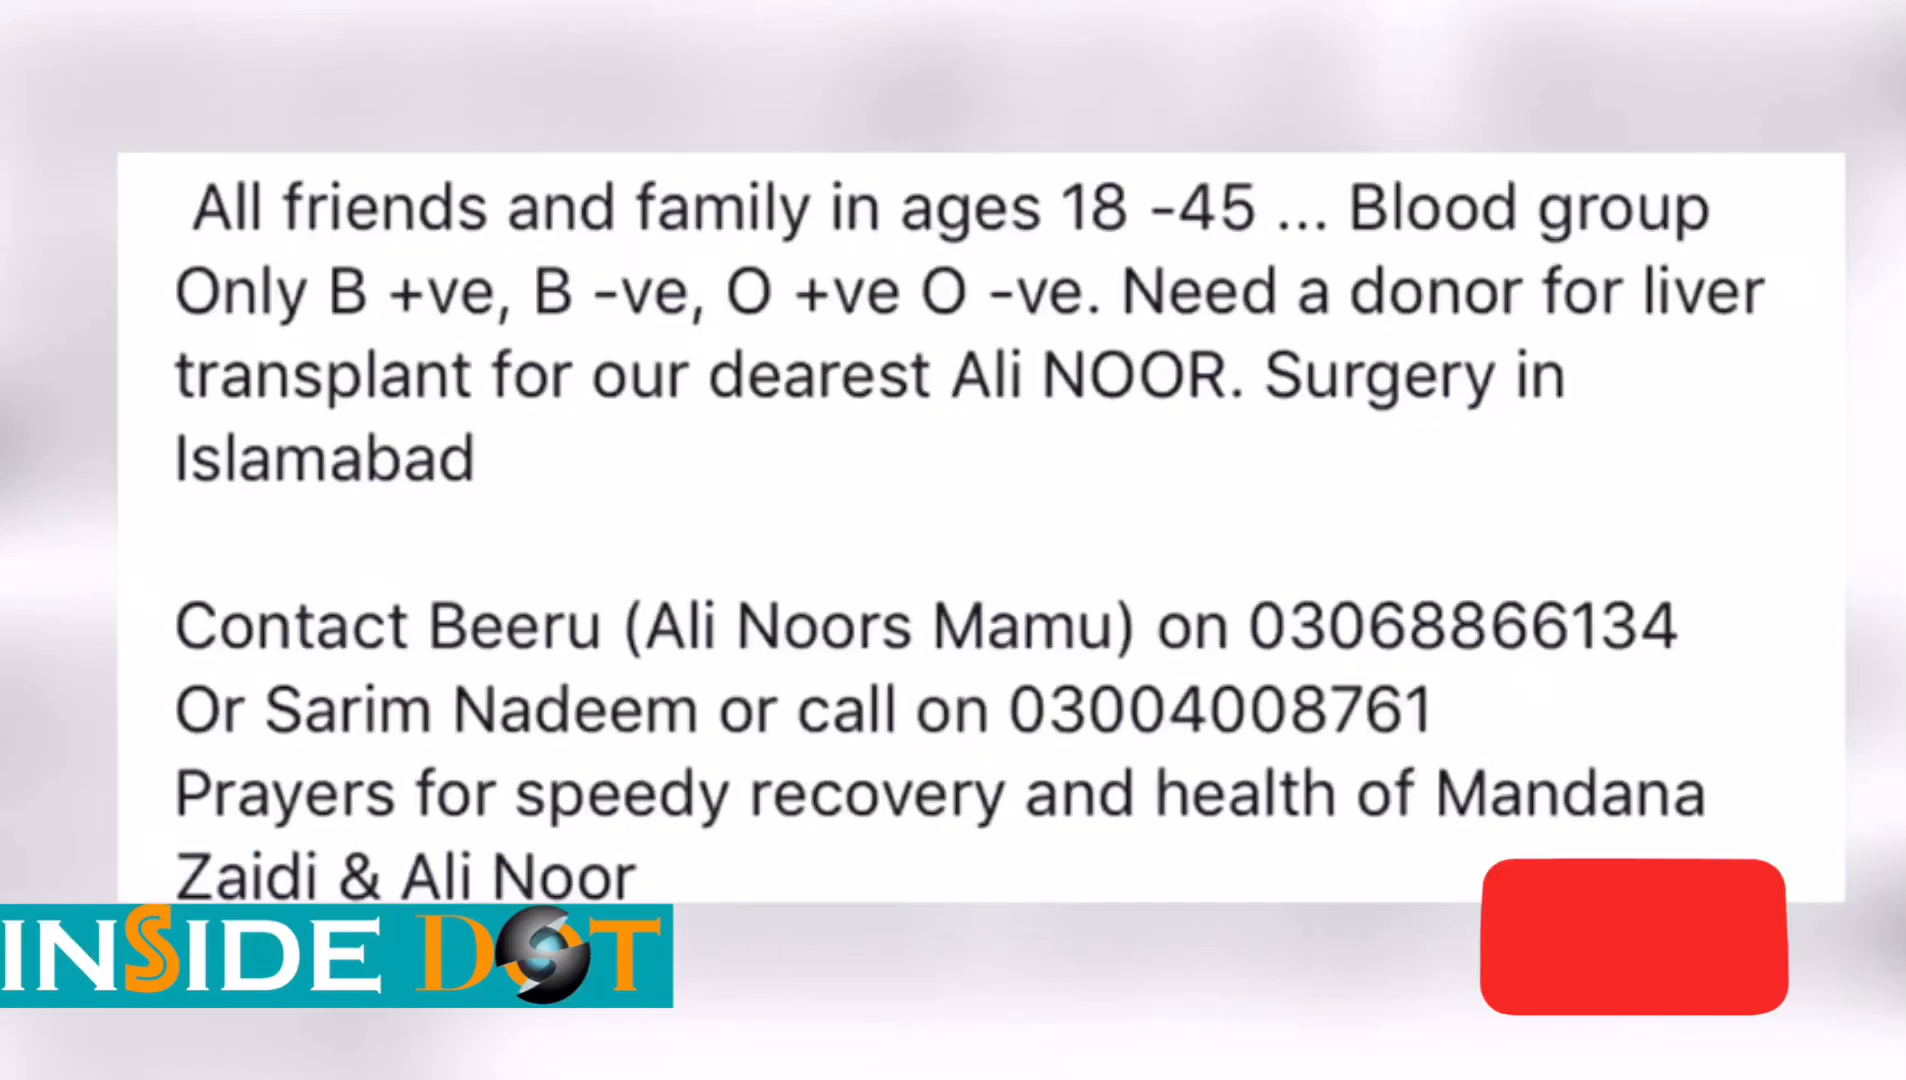 All friends and family in ages 18 -45 ... Blood group
Only B +ve, B -ve, O +ve O -ve. Need a donor for liver
transplant for our dearest Ali NOOR. Surgery in
Islamabad
Contact Beeru (Ali Noors Mamu) on 03068866134
Or Sarim Nadeem or call on 03004008761
Prayers for speedy recovery and health of Mandana
Zaidi & Ali Noor
INSIDE DOT